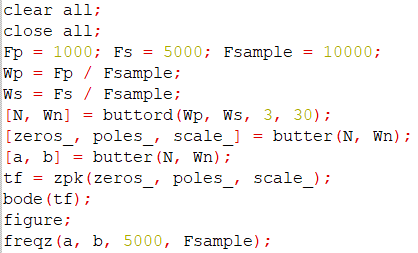 clear all;
close all;
Fp = 1000; Fs = 5000; Fsample = 10000;
Wp = Fp / Fsample;
Ws = Fs / Fsample;
[N, Wn] = buttord(Wp, Ws, 3, 30);
[zeros_, poles_, scale_] = butter(N, Wn);
[a, b] = butter(N, Wn);
tf = zpk(zeros_, poles_, scale_);
bode(tf);
figure;
freqz(a, b, 5000, Fsample);